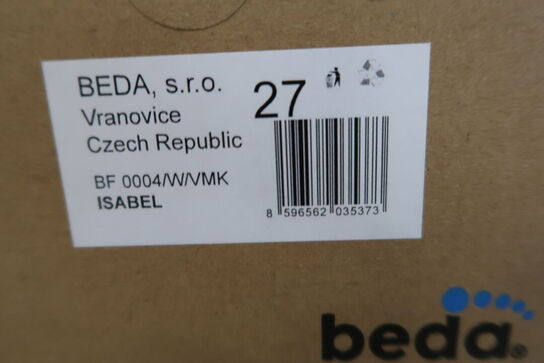 BEDA, s.r.o.
Vranovice
Czech Republic
27
BF 0004/W/VMK
ISABEL
8 596562 035373
beda®